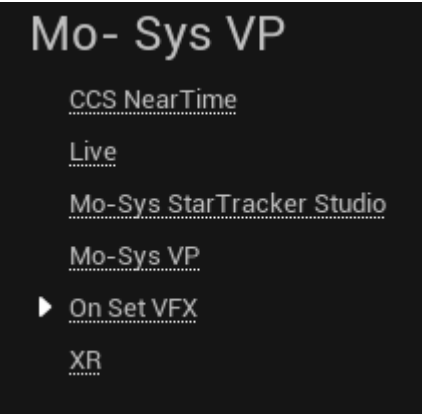 Mo- Sys VP
CCS NearTime
Live
Mo-Sys StarTracker Studio
Mo-Sys VP
On Set VFX
XR